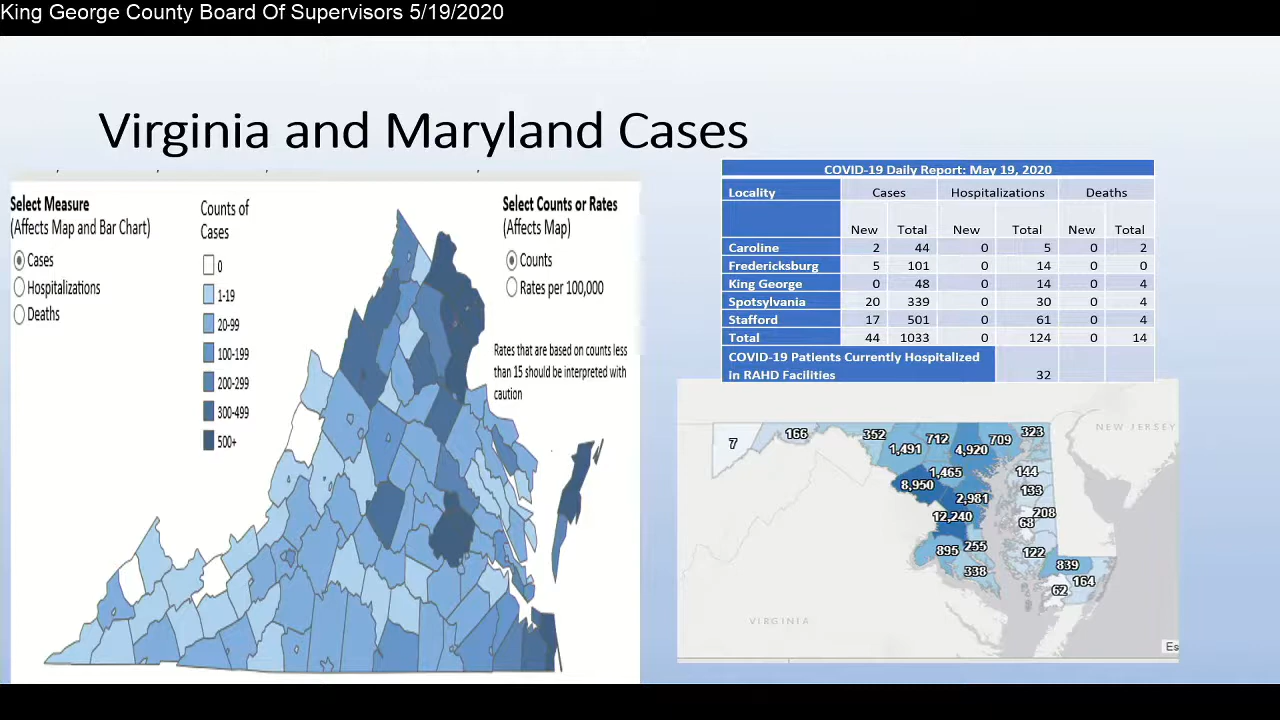 King George County Board Of Supervisors 5/19/2020
Virginia and Maryland Cases
Select Measure
(Affects Map and Bar Chart)
Cases
Hospitalizations
Deaths
Counts of
Cases
0
1-19
20-99
100-199
200-299
300-499
500+
Select Counts or Rates
(Affects Map)
Counts
Rates per 100,000
Rates that are based on counts less
than 15 should be interpreted with
caution
COVID-19 Daily Report: May 19, 2020
Locality Cases Hospitalizations Deaths
New Total New Total New Total
Caroline 2 44 0 5 0 2
Fredericksburg 5 101 0 14 0 0
King George 0 48 0 14 0 4
Spotsylvania 20 339 0 30 0 4
Stafford 17 501 0 61 0 4
Total 44 1033 0 124 0 14
COVID-19 Patients Currently Hospitalized
in RAHD Facilities 32
NEW JERSEY
7
166
352
1,491
712
4,920
709
323
1,465
144
8,950
133
2,981
208
12,240
68
895
255
122
338
839
164
62
VIRGINIA
Es